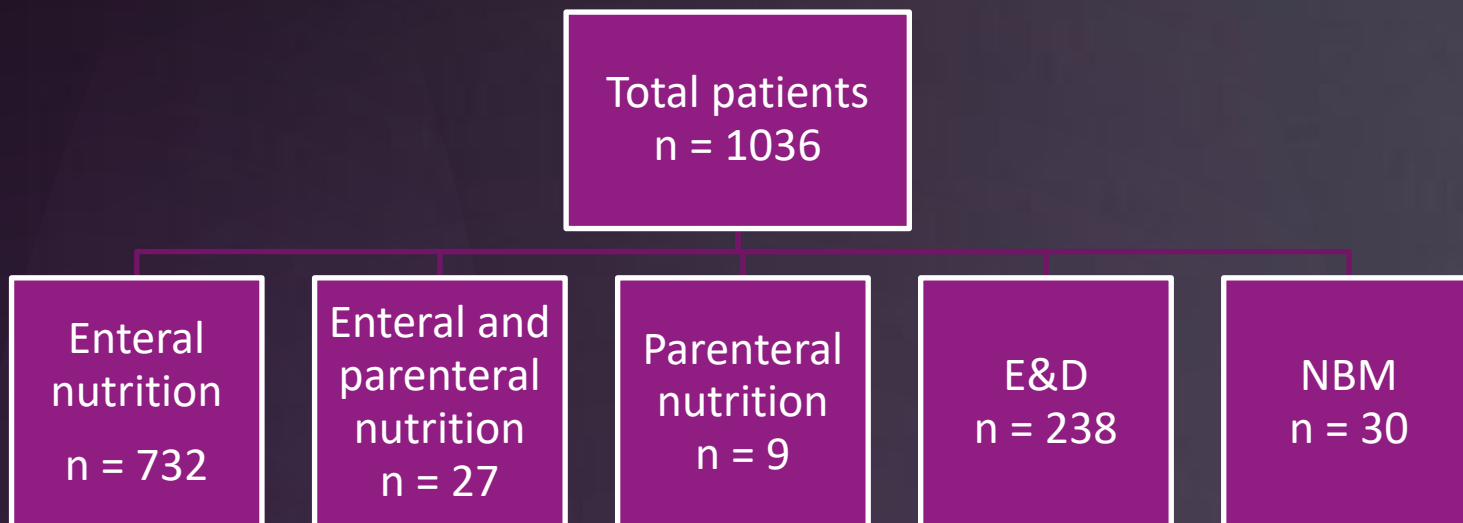 Total patients
n = 1036
Enteral
nutrition
n = 732
Enteral and
parenteral
nutrition
n = 27
Parenteral
nutrition
n = 9
E&D
n = 238
NBM
n = 30